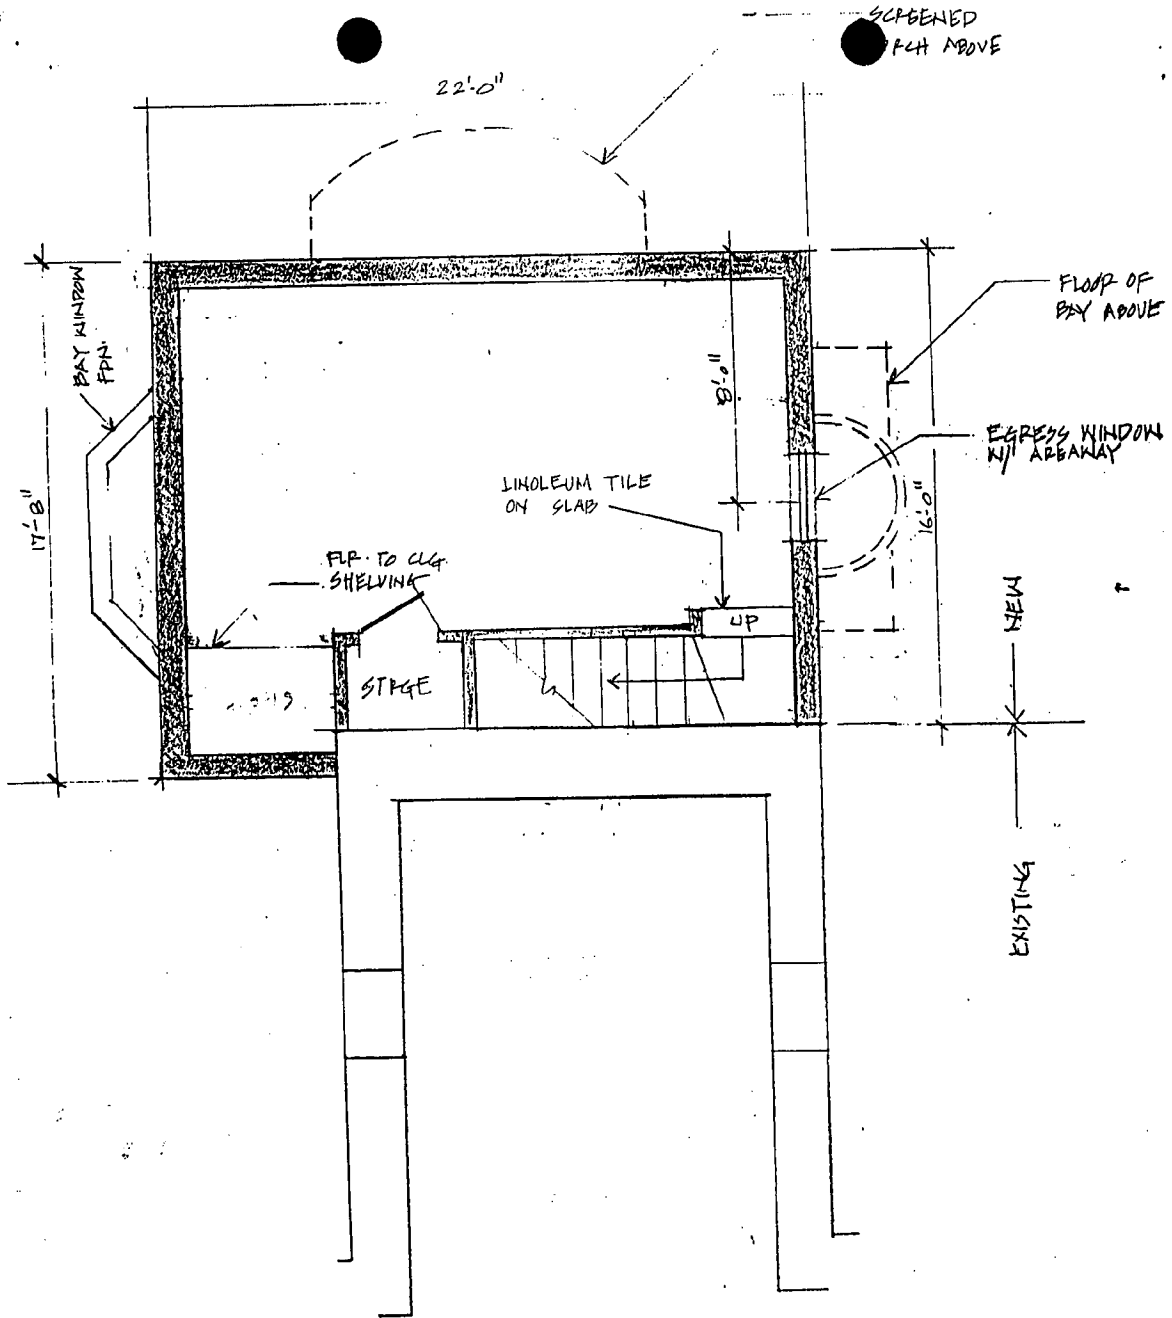 SCREENED
ABOVE
22'-0"
BAY WINDOW
FDN.
FLOOR OF
BAY ABOVE
8'-0"
EGRESS WINDOW
W/ AREAWAY
LINOLEUM TILE
ON SLAB
17'-8"
16'-0"
FLR. TO CLG.
SHELVING
UP
STRGE
NEW
EXISTING